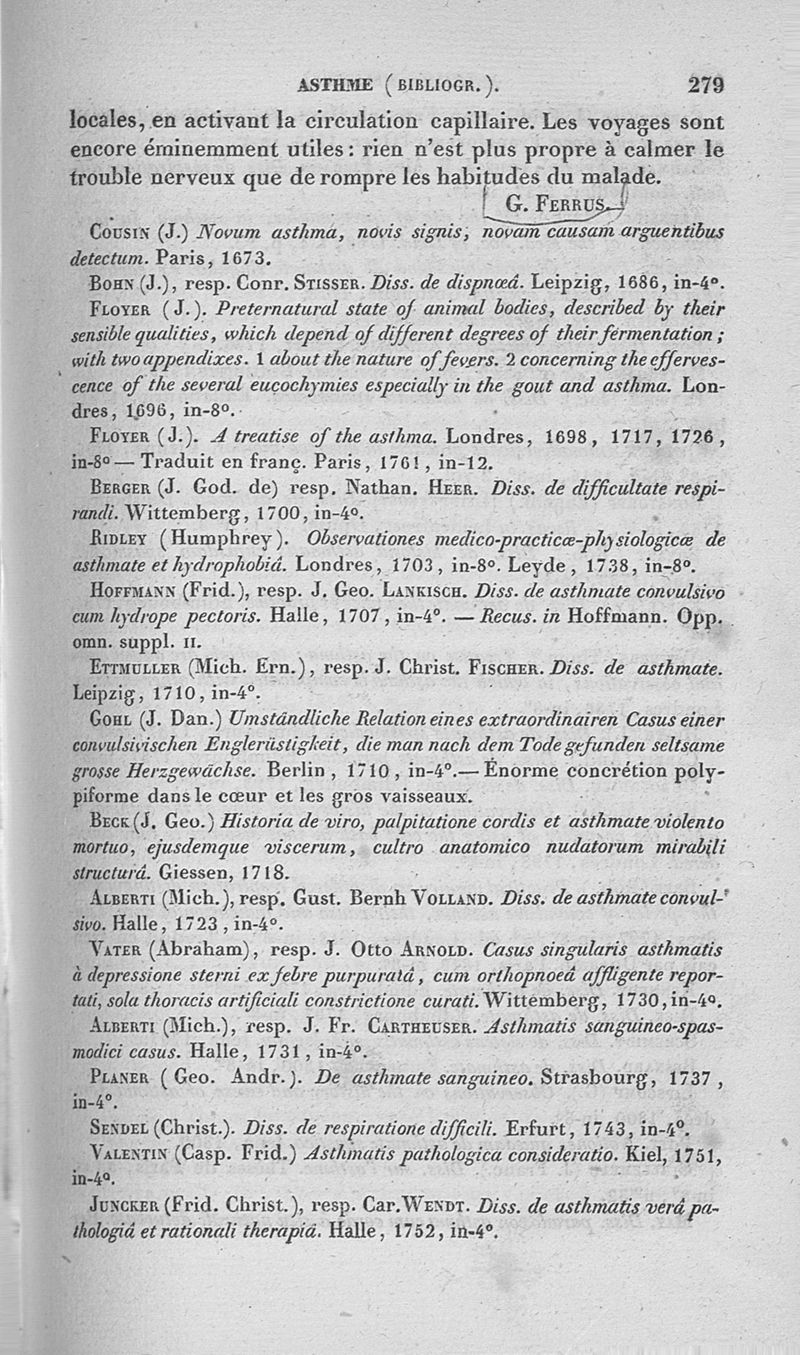 ASTHME (BIBLIOGR.). 279
locales, en activant la circulation capillaire. Les voyages sont
encore éminemment utiles : rien n'est plus propre à calmer le
trouble nerveux que de rompre les habitudes du malade.
G. FERRUS.
COUSIN (J.) Novum asthma, novis signis, novam causam arguentibus
detectum. Paris, 1673.
BOHN (J.), resp. Conr. STISSER. Diss. de dispnœâ. Leipzig, 1686, in-4°.
FLOYER (J.). Preternatural state of animal bodies, described by their
sensible qualities, which depend of different degrees of their fermentation ;
with two appendixes. 1 about the nature of fevers. 2 concerning the efferves-
cence of the several eucochymies especially in the gout and asthma. Lon-
dres, 1696, in-8°.
FLOYER (J.). A treatise of the asthma. Londres, 1698, 1717, 1726,
in-8° — Traduit en franç. Paris, 1761, in-12.
BERGER (J. God. de) resp. Nathan. HEER. Diss. de difficultate respi-
randi. Wittemberg, 1700, in-4°.
RIDLEY (Humphrey). Observationes medico-practicæ-physiologicæ de
asthmate et hydrophobiâ. Londres, 1703, in-8°. Leyde, 1738, in-8°.
HOFFMANN (Frid.), resp. J. Geo. LANKISCH. Diss. de asthmate convulsivo
cum hydrope pectoris. Halle, 1707, in-4°. — Recus. in Hoffmann. Opp.
omn. suppl. II.
ETTMULLER (Mich. Ern.), resp. J. Christ. FISCHER. Diss. de asthmate.
Leipzig, 1710, in-4°.
GOHL (J. Dan.) Umständliche Relation eines extraordinairen Casus einer
convulsivischen Englerüstigkeit, die man nach dem Tode gefunden seltsame
grosse Herzgewächse. Berlin, 1710, in-4°. — Énorme concrétion poly-
piforme dans le cœur et les gros vaisseaux.
BECK (J. Geo.) Historia de viro, palpitatione cordis et asthmate violento
mortuo, ejusdemque viscerum, cultro anatomico nudatorum mirabili
structurâ. Giessen, 1718.
ALBERTI (Mich.), resp. Gust. Bernh VOLLAND. Diss. de asthmate convul-
sivo. Halle, 1723, in-4°.
VATER (Abraham), resp. J. Otto ARNOLD. Casus singularis asthmatis
à depressione sterni ex febre purpuratâ, cum orthopnoeâ affligente repor-
tati, sola thoracis artificiali constrictione curati. Wittemberg, 1730, in-4°.
ALBERTI (Mich.), resp. J. Fr. CARTHEUSER. Asthmatis sanguineo-spas-
modici casus. Halle, 1731, in-4°.
PLANER (Geo. Andr.). De asthmate sanguineo. Strasbourg, 1737,
in-4°.
SENDEL (Christ.). Diss. de respiratione difficili. Erfurt, 1743, in-4°.
VALENTIN (Casp. Frid.) Asthmatis pathologica consideratio. Kiel, 1751,
in-4°.
JUNCKER (Frid. Christ.), resp. Car. WENDT. Diss. de asthmatis verâ pa-
thologiâ et rationali therapiâ. Halle, 1752, in-4°.